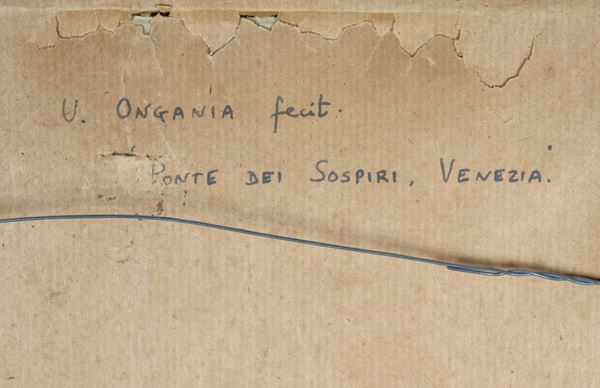 U. ONGANIA fecit.
PONTE DEI SOSPIRI, VENEZIA.